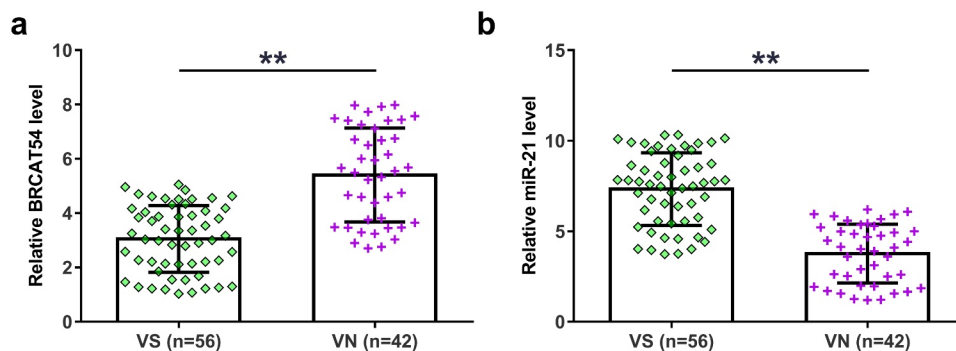 a
Relative BRCAT54 level
10
8
6
4
2
0
**
VS (n=56)
VN (n=42)
b
Relative miR-21 level
15
10
5
0
**
VS (n=56)
VN (n=42)